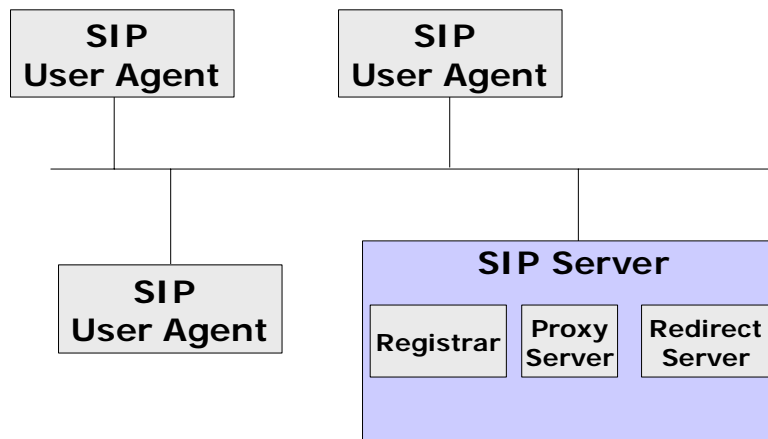 SIP
User Agent
SIP
User Agent
SIP
User Agent
SIP Server
Registrar
Proxy
Server
Redirect
Server